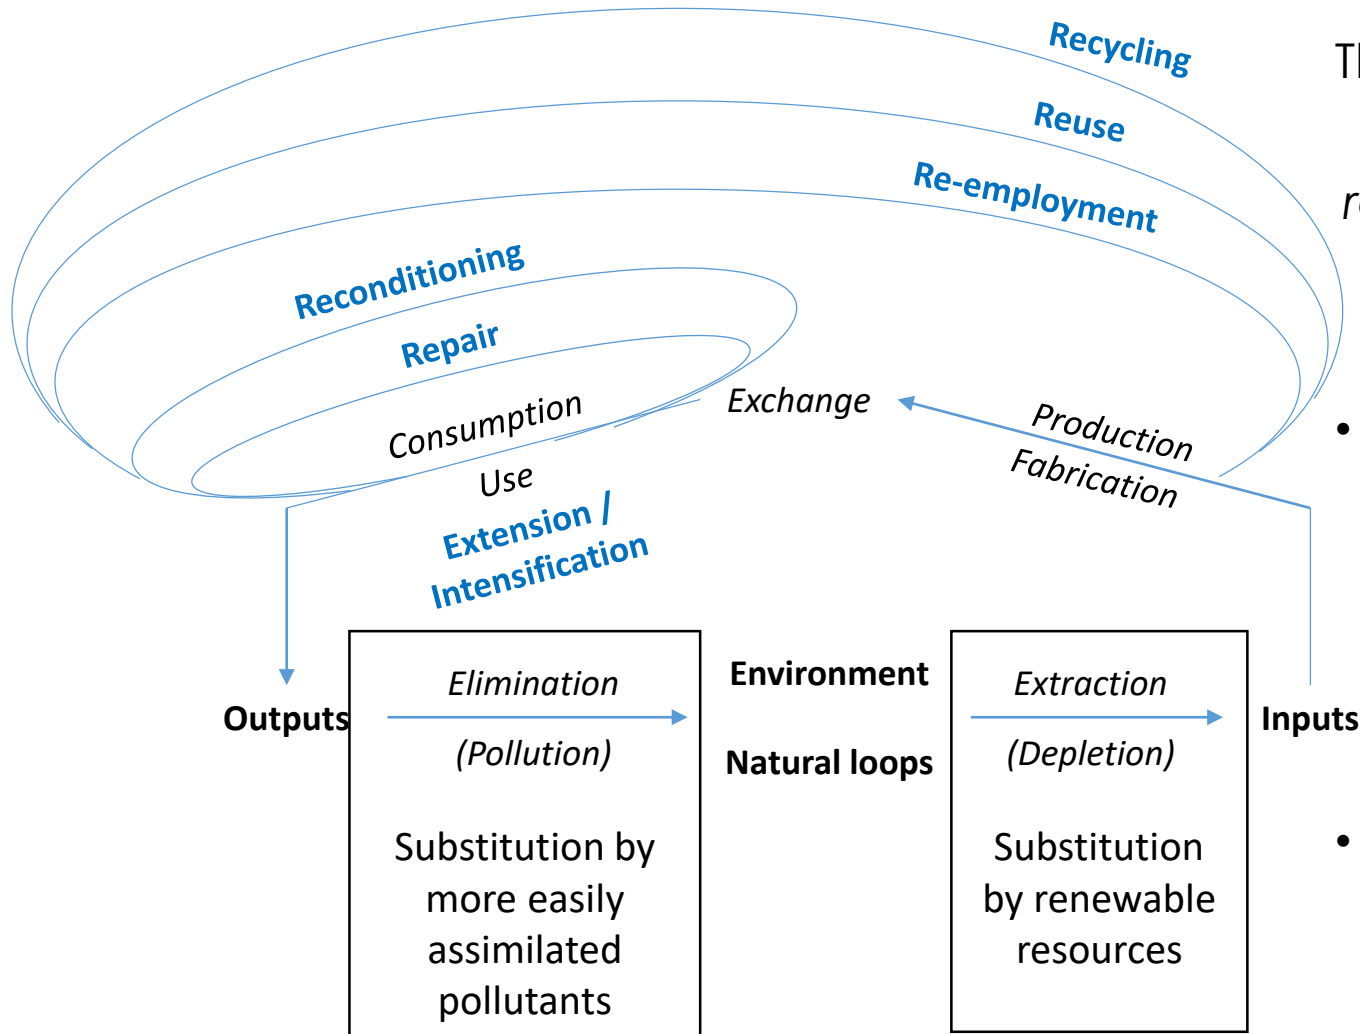 Recycling
Reuse
Re-employment
Reconditioning
Repair
Consumption
Use
Exchange
Production
Fabrication
Extension /
Intensification
Outputs
Elimination
(Pollution)
Substitution by
more easily
assimilated
pollutants
Environment
Natural loops
Extraction
(Depletion)
Substitution
by renewable
resources
Inputs
•
•